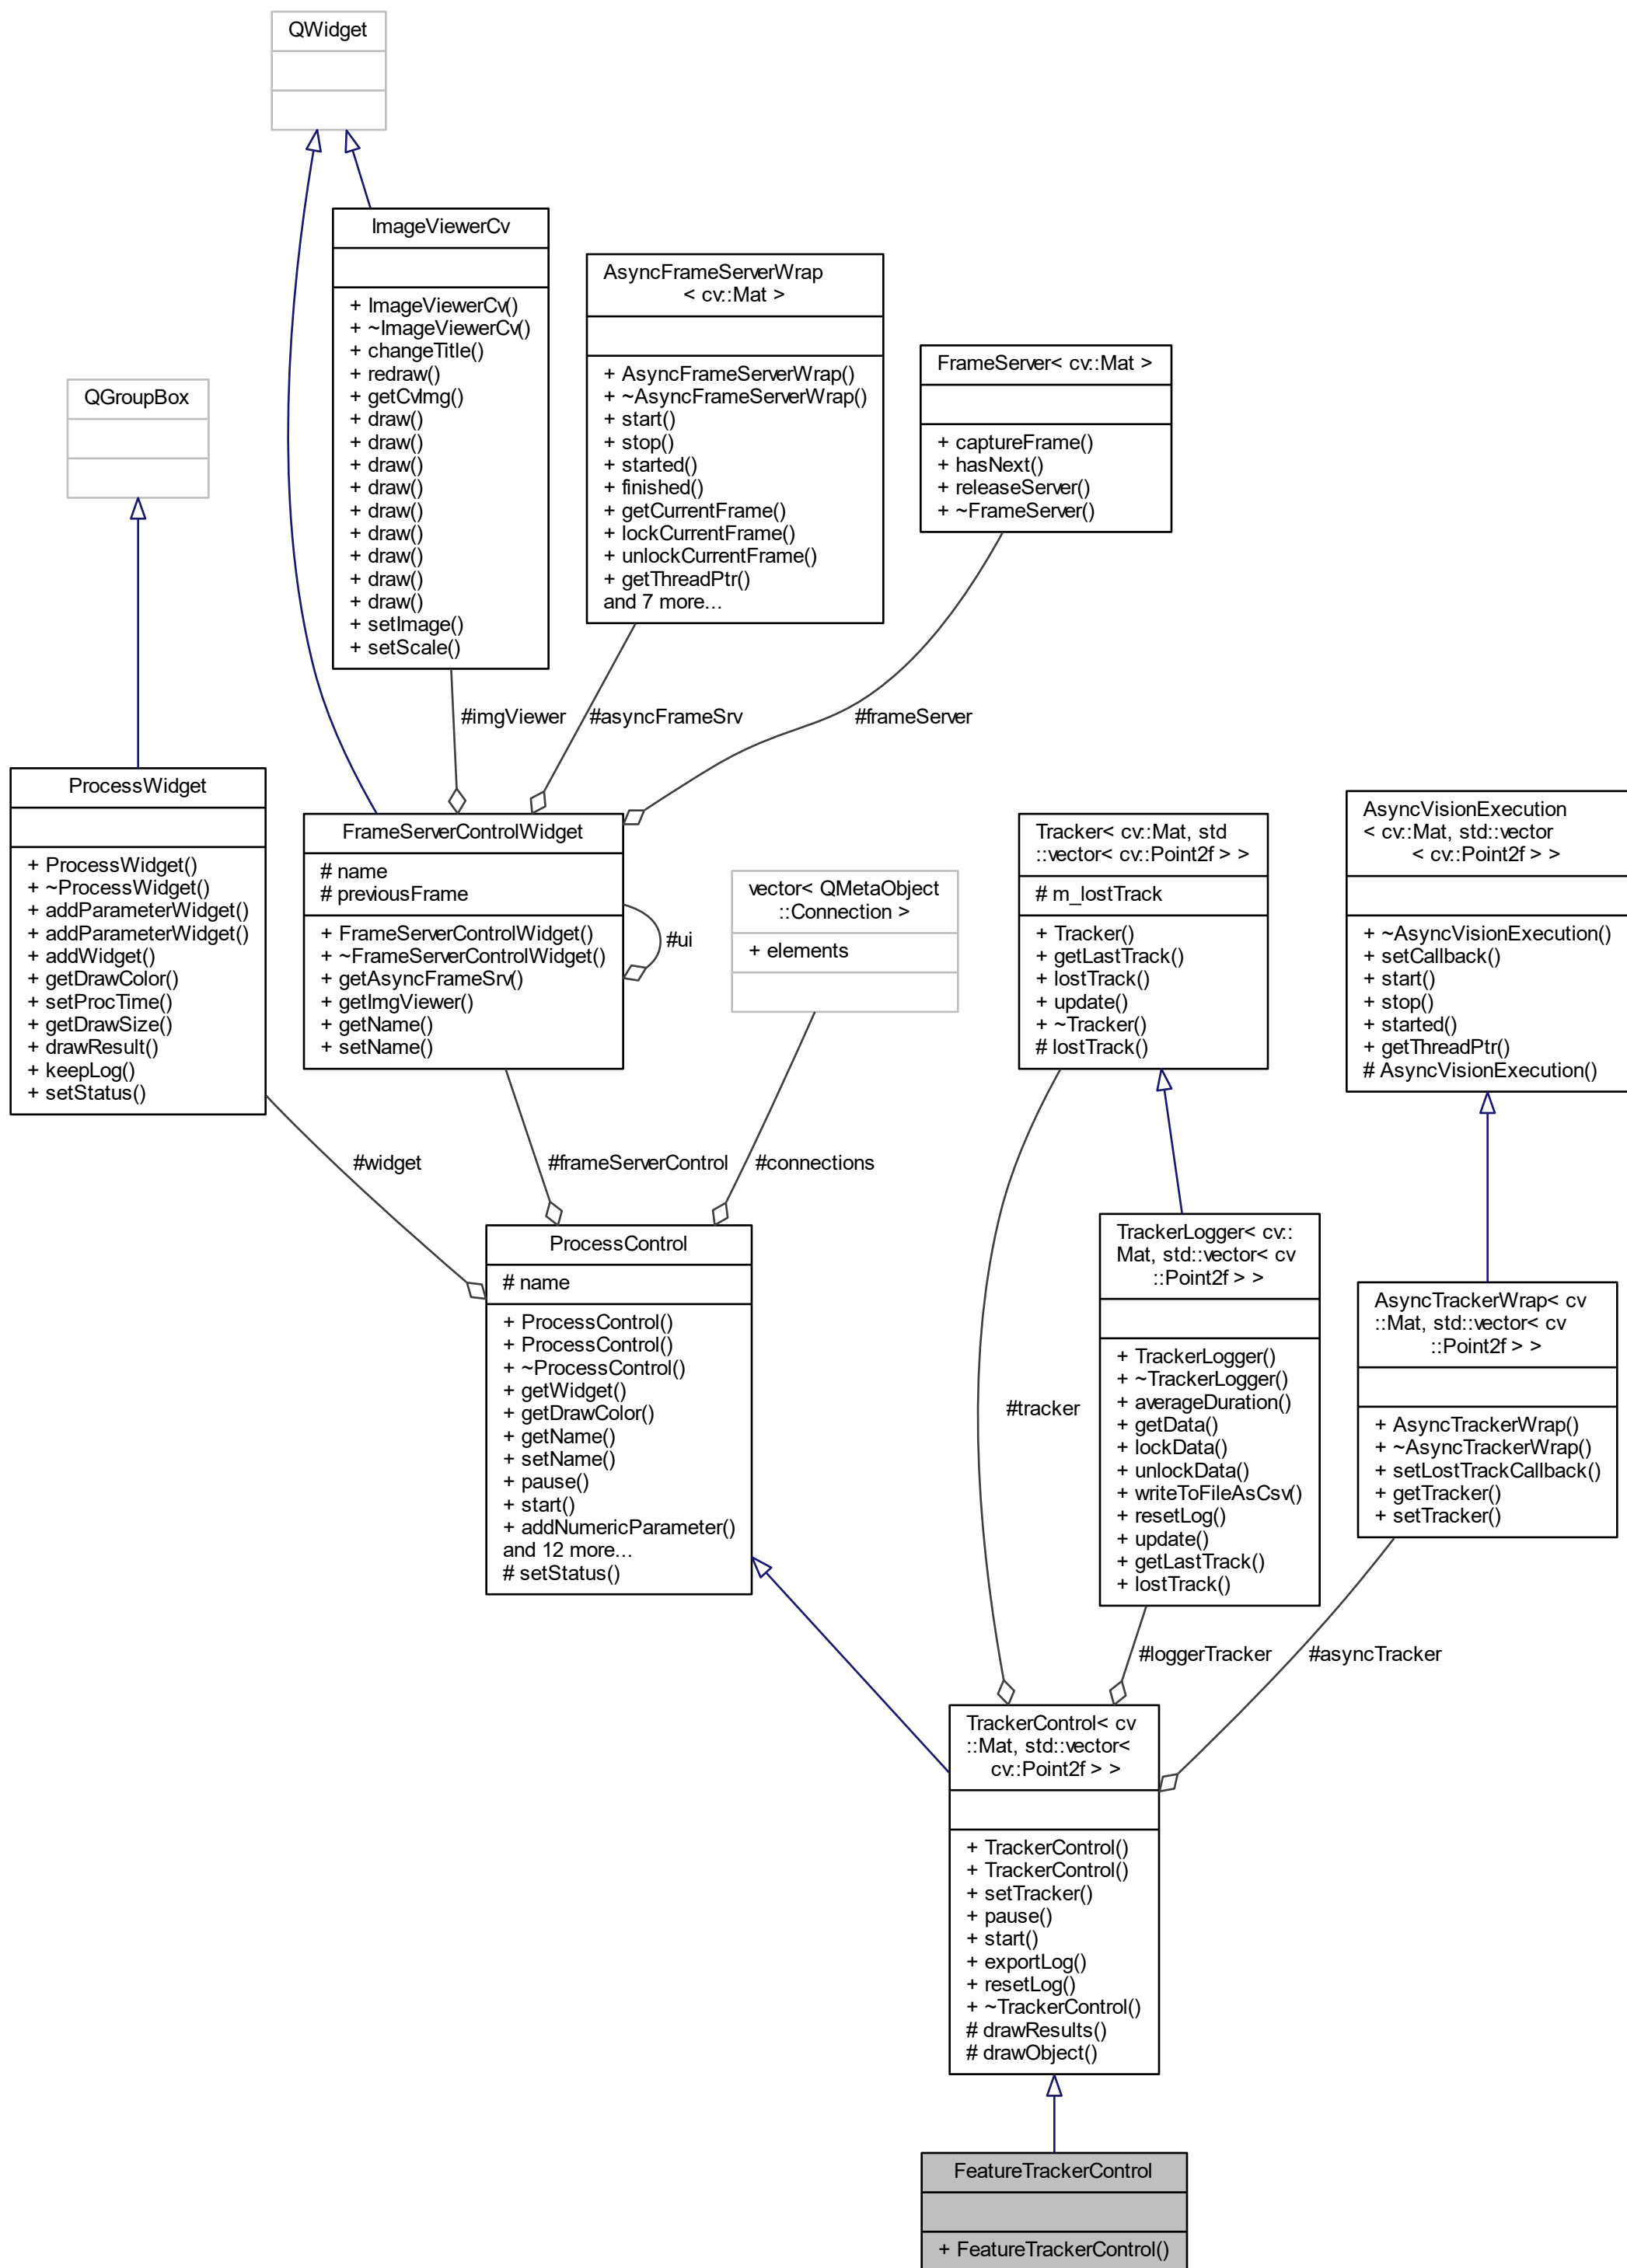 QWidget
ImageViewerCv
+ ImageViewerCv()
+ ~ImageViewerCv()
+ changeTitle()
+ redraw()
+ getCvImg()
+ draw()
+ draw()
+ draw()
+ draw()
+ draw()
+ draw()
+ draw()
+ draw()
+ draw()
+ setImage()
+ setScale()
AsyncFrameServerWrap
< cv::Mat >
+ AsyncFrameServerWrap()
+ ~AsyncFrameServerWrap()
+ start()
+ stop()
+ started()
+ finished()
+ getCurrentFrame()
+ lockCurrentFrame()
+ unlockCurrentFrame()
+ getThreadPtr()
and 7 more...
FrameServer< cv::Mat >
+ captureFrame()
+ hasNext()
+ releaseServer()
+ ~FrameServer()
QGroupBox
#imgViewer
#asyncFrameSrv
#frameServer
ProcessWidget
+ ProcessWidget()
+ ~ProcessWidget()
+ addParameterWidget()
+ addParameterWidget()
+ addWidget()
+ getDrawColor()
+ setProcTime()
+ getDrawSize()
+ drawResult()
+ keepLog()
+ setStatus()
FrameServerControlWidget
# name
# previousFrame
+ FrameServerControlWidget()
+ ~FrameServerControlWidget()
+ getAsyncFrameSrv()
+ getImgViewer()
+ getName()
+ setName()
#ui
vector< QMetaObject
::Connection >
+ elements
Tracker< cv::Mat, std
::vector< cv::Point2f > >
# m_lostTrack
+ Tracker()
+ getLastTrack()
+ lostTrack()
+ update()
+ ~Tracker()
# lostTrack()
AsyncVisionExecution
< cv::Mat, std::vector
< cv::Point2f > >
+ ~AsyncVisionExecution()
+ setCallback()
+ start()
+ stop()
+ started()
+ getThreadPtr()
# AsyncVisionExecution()
#widget
#frameServerControl
#connections
ProcessControl
# name
+ ProcessControl()
+ ProcessControl()
+ ~ProcessControl()
+ getWidget()
+ getDrawColor()
+ getName()
+ setName()
+ pause()
+ start()
+ addNumericParameter()
and 12 more...
# setStatus()
#tracker
TrackerLogger< cv::
Mat, std::vector< cv
::Point2f > >
+ TrackerLogger()
+ ~TrackerLogger()
+ averageDuration()
+ getData()
+ lockData()
+ unlockData()
+ writeToFileAsCsv()
+ resetLog()
+ update()
+ getLastTrack()
+ lostTrack()
AsyncTrackerWrap< cv
::Mat, std::vector< cv
::Point2f > >
+ AsyncTrackerWrap()
+ ~AsyncTrackerWrap()
+ setLostTrackCallback()
+ getTracker()
+ setTracker()
#loggerTracker
#asyncTracker
TrackerControl< cv
::Mat, std::vector<
cv::Point2f > >
+ TrackerControl()
+ TrackerControl()
+ setTracker()
+ pause()
+ start()
+ exportLog()
+ resetLog()
+ ~TrackerControl()
# drawResults()
# drawObject()
FeatureTrackerControl
+ FeatureTrackerControl()